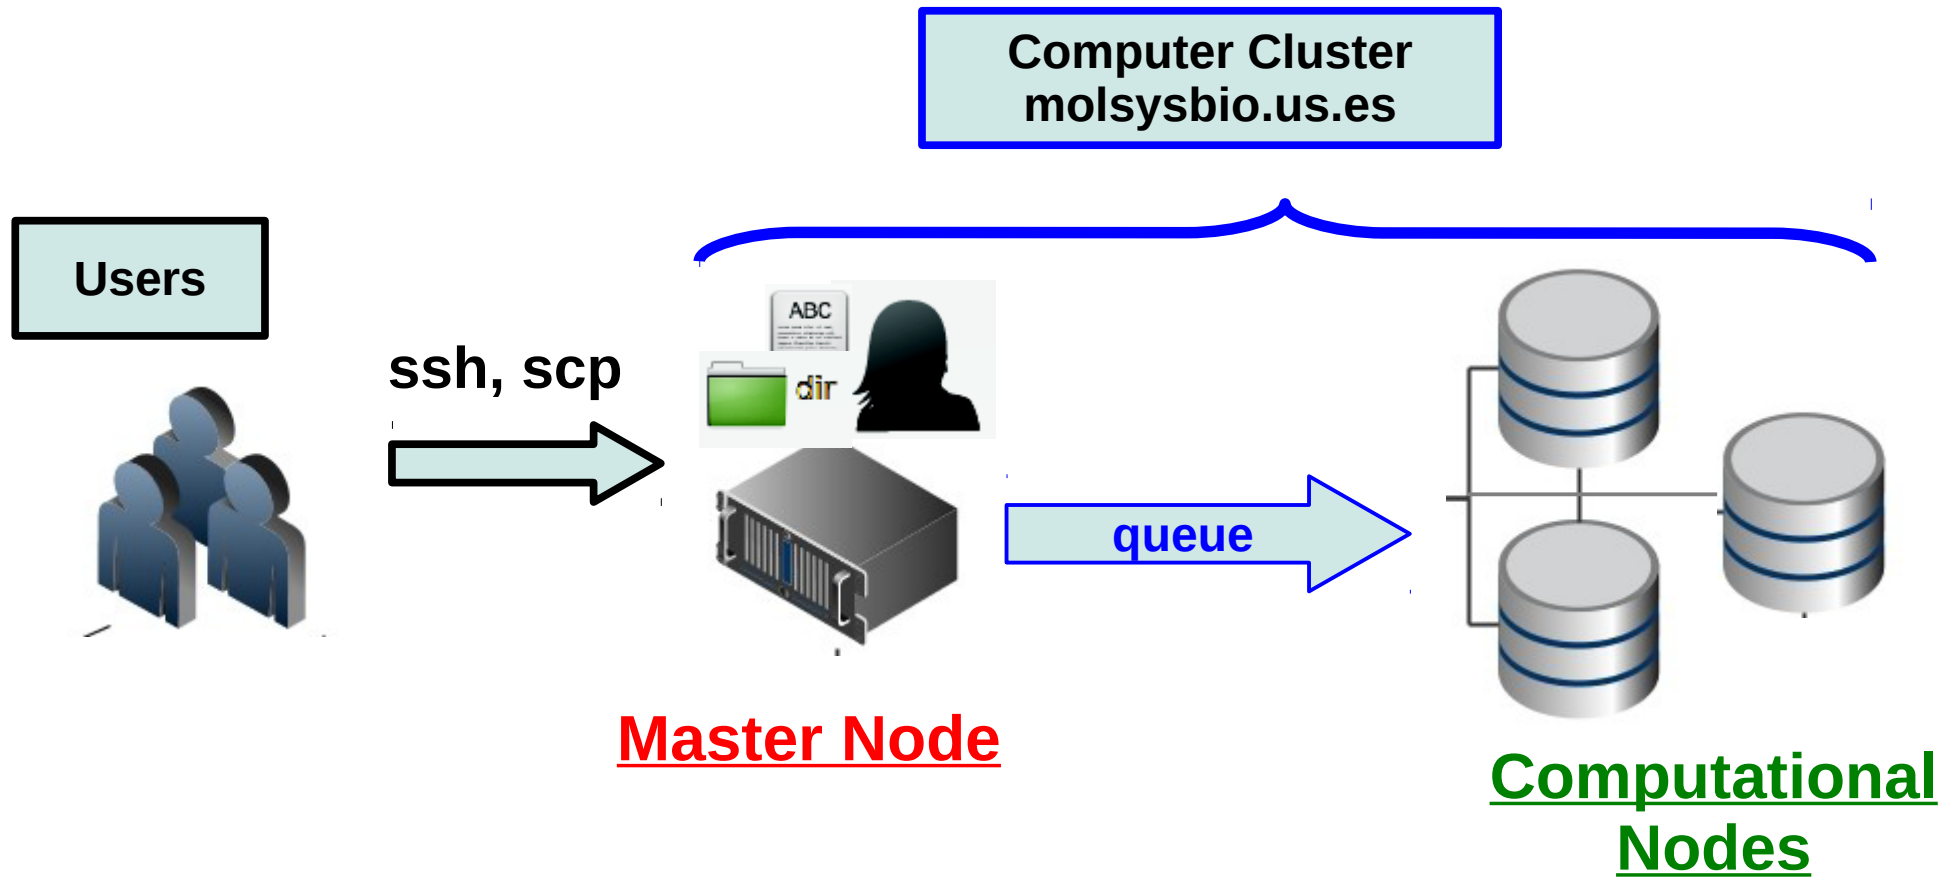 Computer Cluster
molsysbio.us.es
Users
ssh, scp
ABC
dir
queue
Master Node
Computational
Nodes